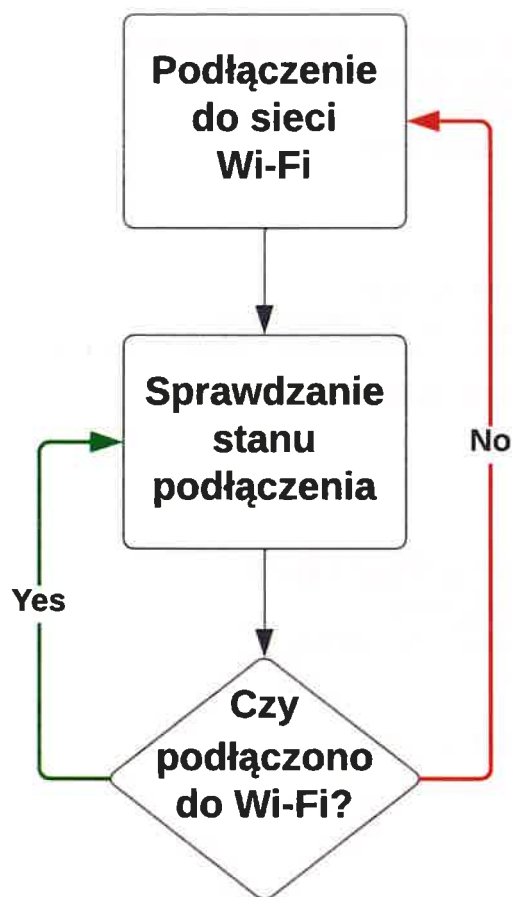 Podłączenie
do sieci
Wi-Fi
Sprawdzanie
stanu
podłączenia
No
Yes
Czy
podłączono
do Wi-Fi?